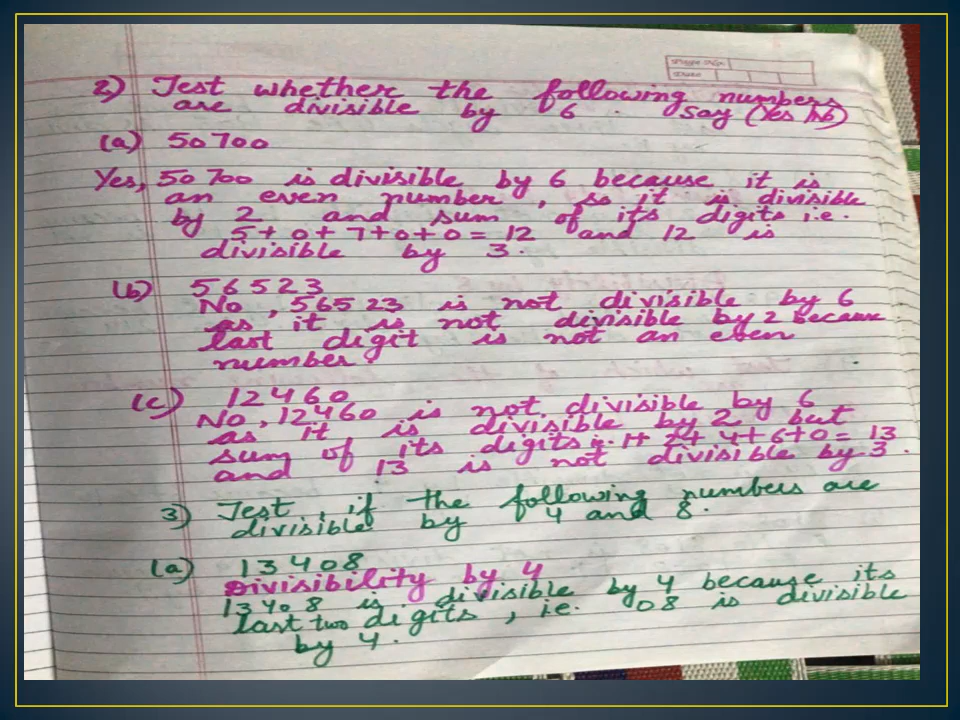 2) Test whether the following numbers
are divisible by 6. say (Yes/No)
(a) 50700
Yes, 50700 is divisible by 6 because it is
an even number, so it is divisible
by 2 and sum of its digits i.e.
5+0+7+0+0=12 and 12 is
divisible by 3.
(b) 56523
No, 56523 is not divisible by 6
as it is not divisible by 2 because
last digit is not an even
number.
(c) 12460
No, 12460 is not divisible by 6
as it is divisible by 2 but
sum of its digits 1+2+4+6+0=13
and 13 is not divisible by 3.
3) Test, if the following numbers are
divisible by 4 and 8.
(a) 13408
Divisibility by 4
13408 is divisible by 4 because its
last two digits, i.e. 08 is divisible
by 4.